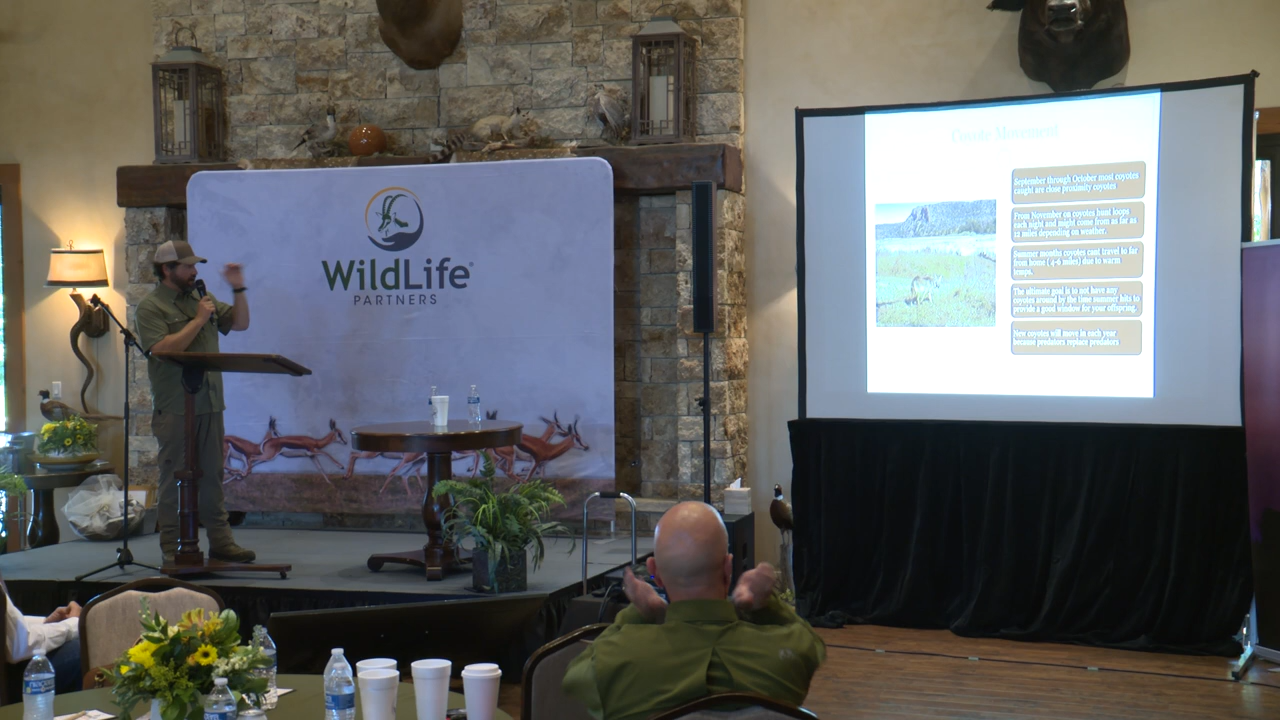 WildLife®
PARTNERS
Coyote Movement
September through October most coyotes
caught are close proximity coyotes
From November on coyotes hunt loops
each night and might come from as far as
12 miles depending on weather.
Summer months coyotes cant travel to far
from home ( 4-6 miles) due to warm
temps.
The ultimate goal is to not have any
coyotes around by the time summer hits to
provide a good window for your offspring.
New coyotes will move in each year
because predators replace predators